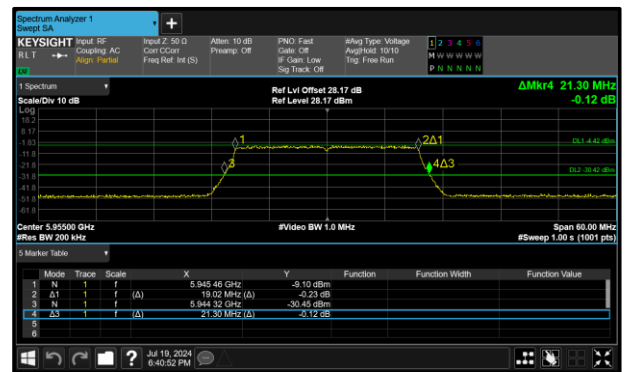 Spectrum Analyzer 1
Swept SA
+
KEYSIGHT Input: RF Input Z: 50 Ω Atten: 10 dB PNO: Fast #Avg Type: Voltage 1 2 3 4 5 6
RLT Coupling: AC Corr CCorr Preamp: Off Gate: Off Avg|Hold: 10/10 M W W W W W
Align: Partial Freq Ref: Int (S) IF Gain: Low Trig: Free Run P N N N N N
Sig Track: Off
LW
1 Spectrum Ref Lvl Offset 28.17 dB ΔMkr4 21.30 MHz
Scale/Div 10 dB Ref Level 28.17 dBm -0.12 dB
Log
18.2
8.17
-1.83
-11.8
-21.8
-31.8
-41.8
-51.8
-61.8
1
2Δ1
3
4Δ3
DL1 -4.42 dBm
DL2 -30.42 dBm
Center 5.95500 GHz #Video BW 1.0 MHz Span 60.00 MHz
#Res BW 200 kHz #Sweep 1.00 s (1001 pts)
5 Marker Table
Mode Trace Scale X Y Function Function Width Function Value
1 N 1 f 5.945 46 GHz -9.10 dBm
2 Δ1 1 f (Δ) 19.02 MHz (Δ) -0.23 dB
3 N 1 f 5.944 32 GHz -30.45 dBm
4 Δ3 1 f (Δ) 21.30 MHz (Δ) -0.12 dB
5
6
? Jul 19, 2024
6:40:52 PM